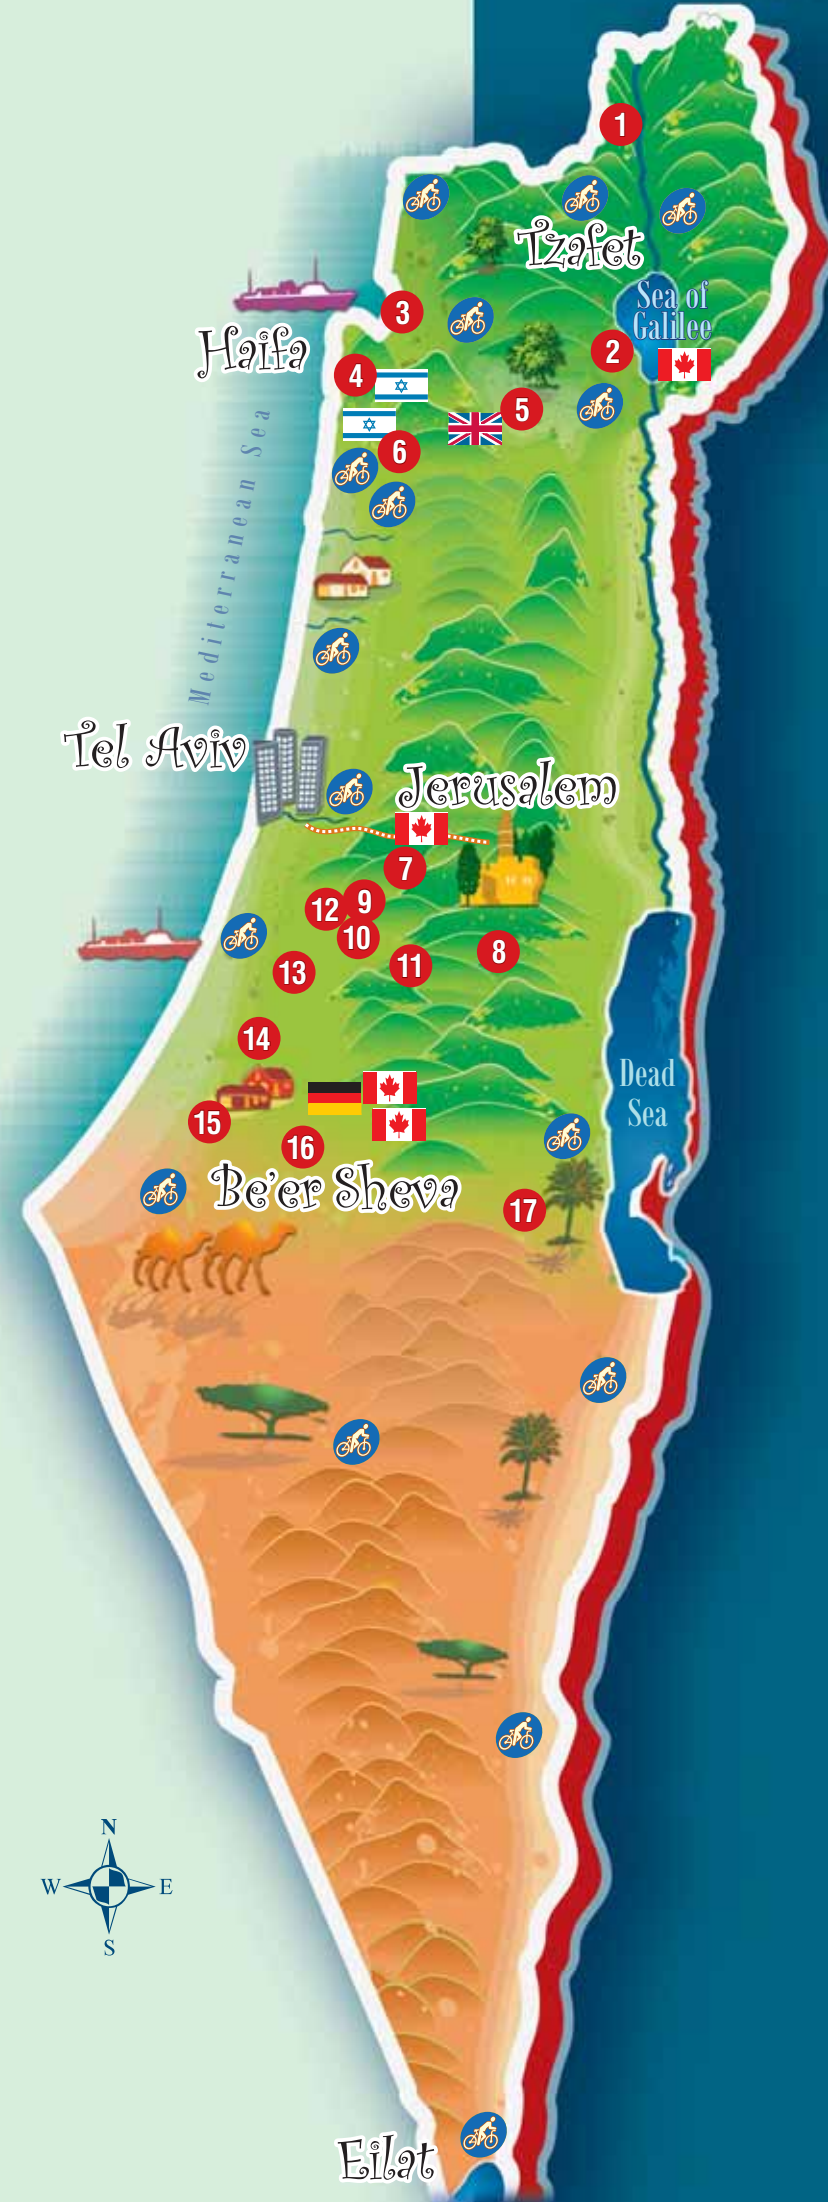 1
Tzafet
Sea of
Galilee
3
Haifa
2
4
5
6
Mediterranean Sea
Tel Aviv
Jerusalem
7
9
12
10
8
11
13
14
Dead
Sea
15
16
Be'er Sheva
17
N
W
E
S
Eilat